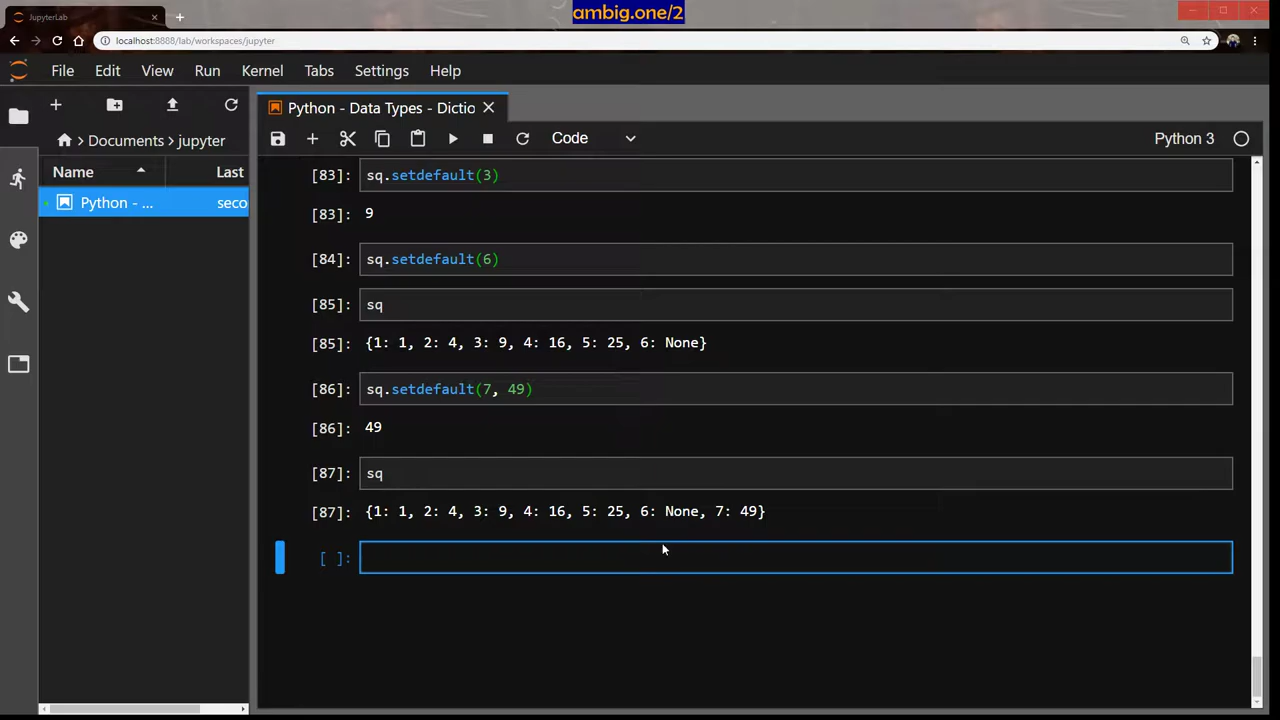 ambig.one/2
JupyterLab
localhost:8888/lab/workspaces/jupyter
File Edit View Run Kernel Tabs Settings Help
Python - Data Types - Dictio
Documents > jupyter
Code
Python 3
Name Last
Python - ... seco
[83]: sq.setdefault(3)
[83]: 9
[84]: sq.setdefault(6)
[85]: sq
[85]: {1: 1, 2: 4, 3: 9, 4: 16, 5: 25, 6: None}
[86]: sq.setdefault(7, 49)
[86]: 49
[87]: sq
[87]: {1: 1, 2: 4, 3: 9, 4: 16, 5: 25, 6: None, 7: 49}
[ ]: